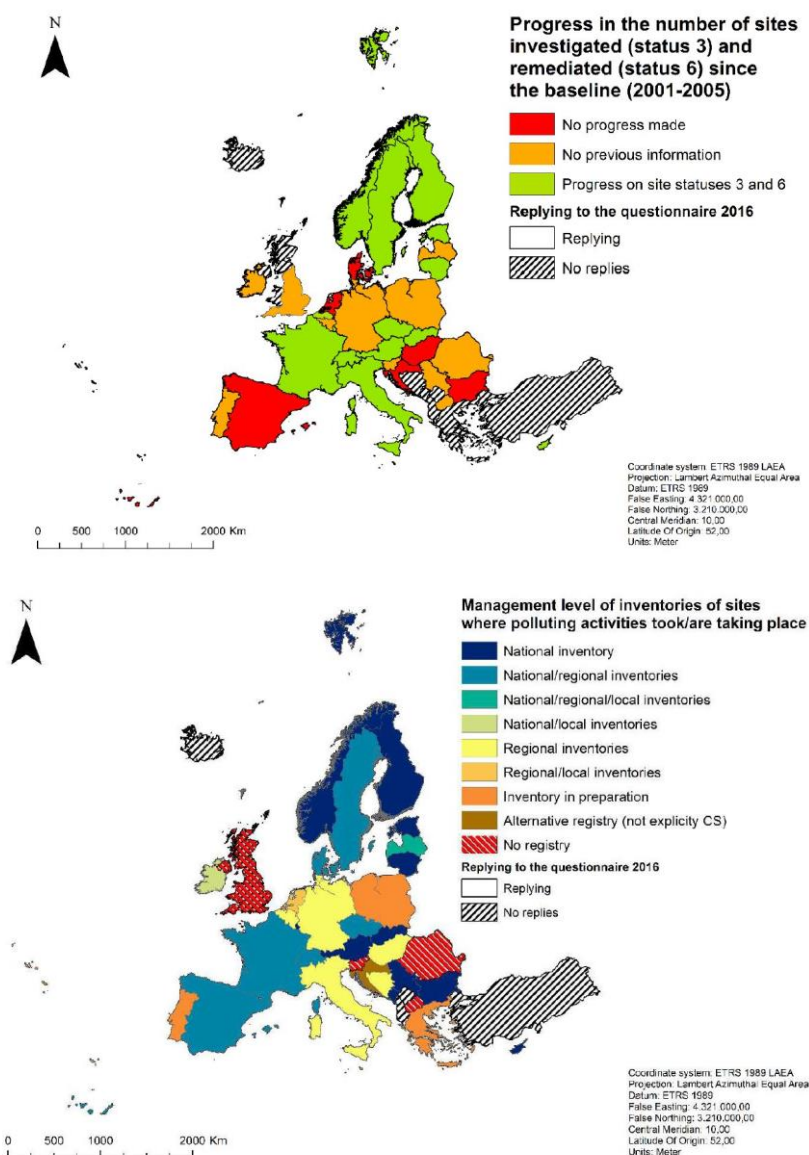 N
Progress in the number of sites
investigated (status 3) and
remediated (status 6) since
the baseline (2001-2005)
No progress made
No previous information
Progress on site statuses 3 and 6
Replying to the questionnaire 2016
Replying
No replies
Coordinate system: ETRS 1989 LAEA
Projection: Lambert Azimuthal Equal Area
Datum: ETRS 1989
False Easting: 4.321.000,00
False Northing: 3.210.000,00
Central Meridian: 10,00
Latitude Of Origin: 52,00
Units: Meter
0 500 1000 2000 Km
N
Management level of inventories of sites
where polluting activities took/are taking place
National inventory
National/regional inventories
National/regional/local inventories
National/local inventories
Regional inventories
Regional/local inventories
Inventory in preparation
Alternative registry (not explicity CS)
No registry
Replying to the questionnaire 2016
Replying
No replies
Coordinate system: ETRS 1989 LAEA
Projection: Lambert Azimuthal Equal Area
Datum: ETRS 1989
False Easting: 4.321.000,00
False Northing: 3.210.000,00
Central Meridian: 10,00
Latitude Of Origin: 52,00
Units: Meter
0 500 1000 2000 Km